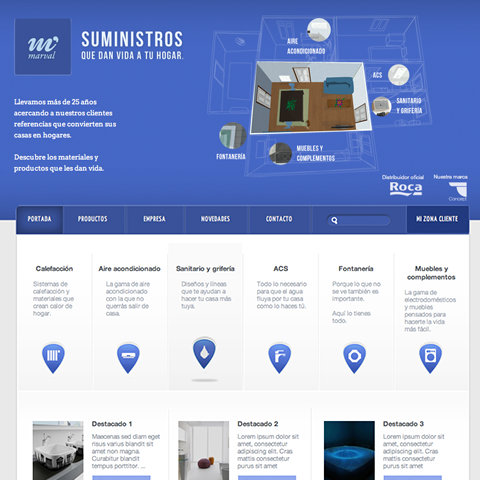 marval
SUMINISTROS
QUE DAN VIDA A TU HOGAR.
Llevamos más de 25 años
acercando a nuestros clientes
referencias que convierten sus
casas en hogares.
Descubre los materiales y
productos que les dan vida.
AIRE
ACONDICIONADO
ACS
SANITARIO
Y GRIFERÍA
FONTANERÍA
MUEBLES Y
COMPLEMENTOS
Distribuidor oficial
Roca
Nuestra marca
Concept
PORTADA
PRODUCTOS
EMPRESA
NOVEDADES
CONTACTO
MI ZONA CLIENTE
Calefacción
Sistemas de
calefacción y
materiales que
crean calor de
hogar.
Aire acondicionado
La gama de aire
acondicionado
con la que no
querrás salir de
casa.
Sanitario y grifería
Diseños y líneas
que te ayudan a
hacer tu casa más
tuya.
ACS
Todo lo necesario
para que el agua
fluya por tu casa
como lo haces tú.
Fontanería
Porque lo que no
se ve también es
importante.
Aquí lo tienes
todo.
Muebles y
complementos
La gama de
electrodomésticos
y muebles
pensados para
hacerte la vida
más fácil.
Destacado 1
Maecenas sed diam eget
risus varius blandit sit
amet non magna.
Curabitur blandit
tempus porttitor. ...
Destacado 2
Lorem ipsum dolor sit
amet, consectetur
adipiscing elit. Cras
mattis consectetur
purus sit amet
Destacado 3
Lorem ipsum dolor sit
amet, consectetur
adipiscing elit. Cras
mattis consectetur
purus sit amet